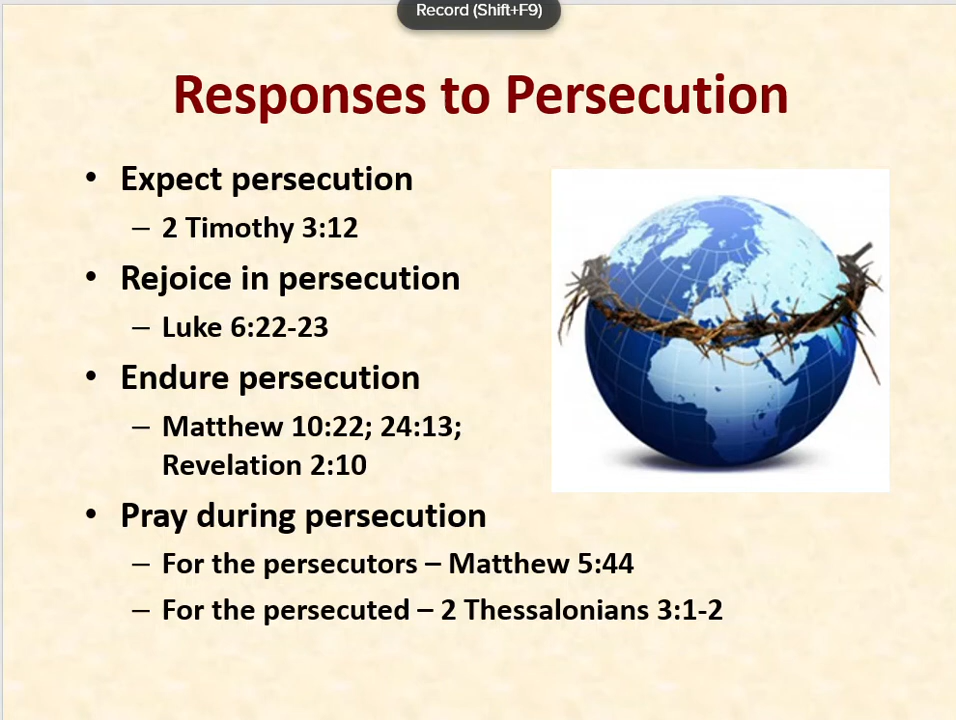 Record (Shift+F9)
Responses to Persecution
• Expect persecution
– 2 Timothy 3:12
• Rejoice in persecution
– Luke 6:22-23
• Endure persecution
– Matthew 10:22; 24:13;
Revelation 2:10
• Pray during persecution
– For the persecutors – Matthew 5:44
– For the persecuted – 2 Thessalonians 3:1-2